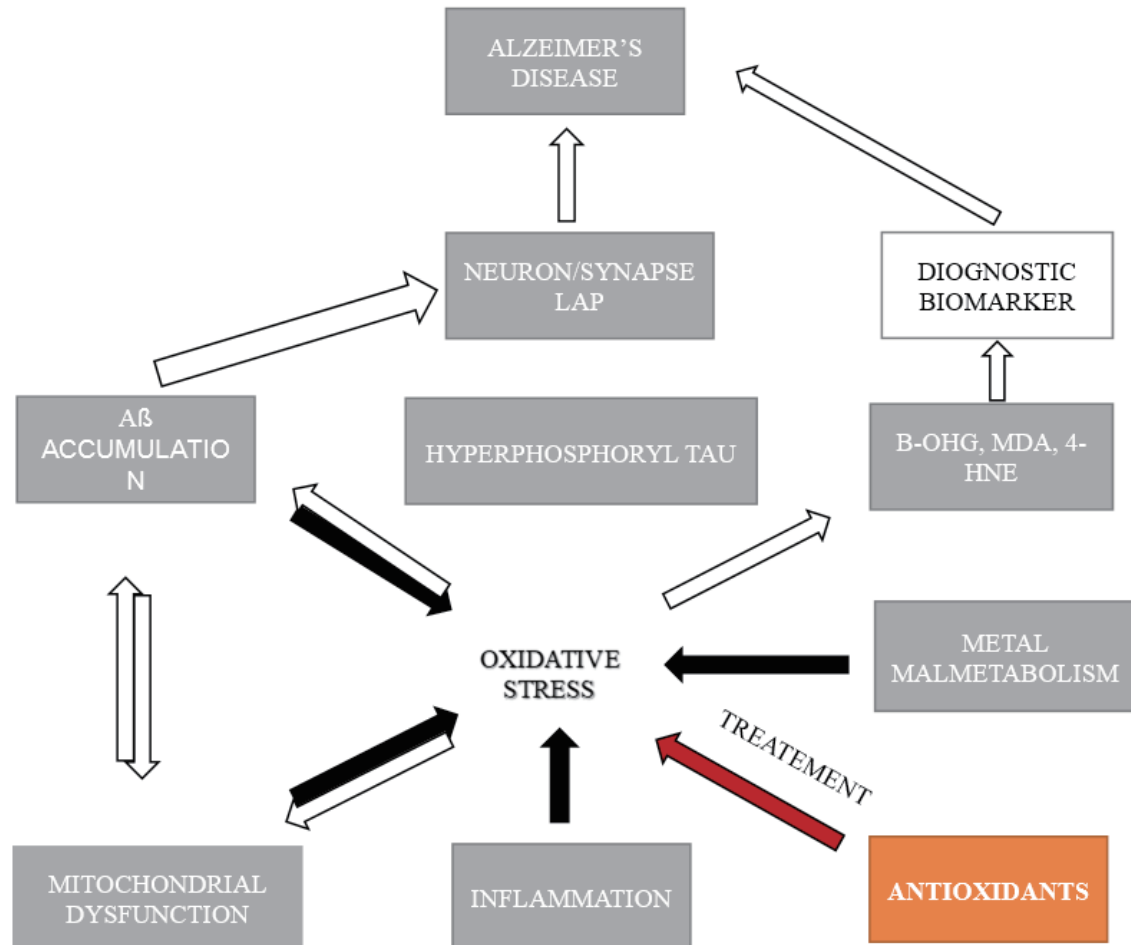 ALZEIMER’S
DISEASE
NEURON/SYNAPSE
LAP
DIOGNOSTIC
BIOMARKER
Aß
ACCUMULATIO
N
HYPERPHOSPHORYL TAU
B-OHG, MDA, 4-
HNE
OXIDATIVE
STRESS
METAL
MALMETABOLISM
TREATEMENT
MITOCHONDRIAL
DYSFUNCTION
INFLAMMATION
ANTIOXIDANTS